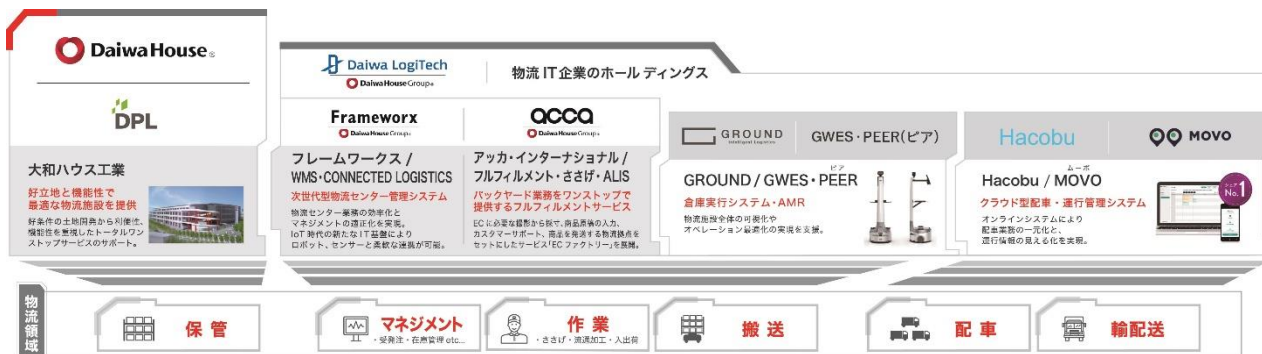 DaiwaHouse®
DPL
大和ハウス工業
好立地と機能性で
最適な物流施設を提供
好条件の土地開発から利便性、
機能性を重視したトータルワン
ストップサービスのサポート。
Daiwa LogiTech
DaiwaHouse Group®
物流 IT企業のホールディングス
Frameworx
DaiwaHouse Group®
フレームワークス /
WMS・CONNECTED LOGISTICS
次世代型物流センター管理システム
物流センター業務の効率化と
マネジメントの適正化を実現。
IoT 時代の新たな IT基盤により
ロボット、センサーと柔軟な連携が可能。
acca
DaiwaHouse Group®
アッカ・インターナショナル /
フルフィルメント・ささげ・ALIS
バックヤード業務をワンストップで
提供するフルフィルメントサービス
ECに必要な撮影から採寸、商品原稿の入力、
カスタマーサポート、商品を発送する物流拠点を
セットにしたサービス「EC ファクトリー」を展開。
GROUND
Intelligent Logistics
GWES・PEER(ピア)
ピア
GROUND / GWES・PEER
倉庫実行システム・AMR
物流施設全体の可視化や
オペレーション最適化の実現を支援。
Hacobu
MOVO
ムーボ
Hacobu / MOVO
クラウド型配車・運行管理システム
オンラインシステムにより
配車業務の一元化と、
運行情報の見える化を実現。
シェア
No.1
物流領域
保管
マネジメント
・受発注・在庫管理 etc...
作業
・ささげ・流通加工・入出荷
搬送
配車
輸配送